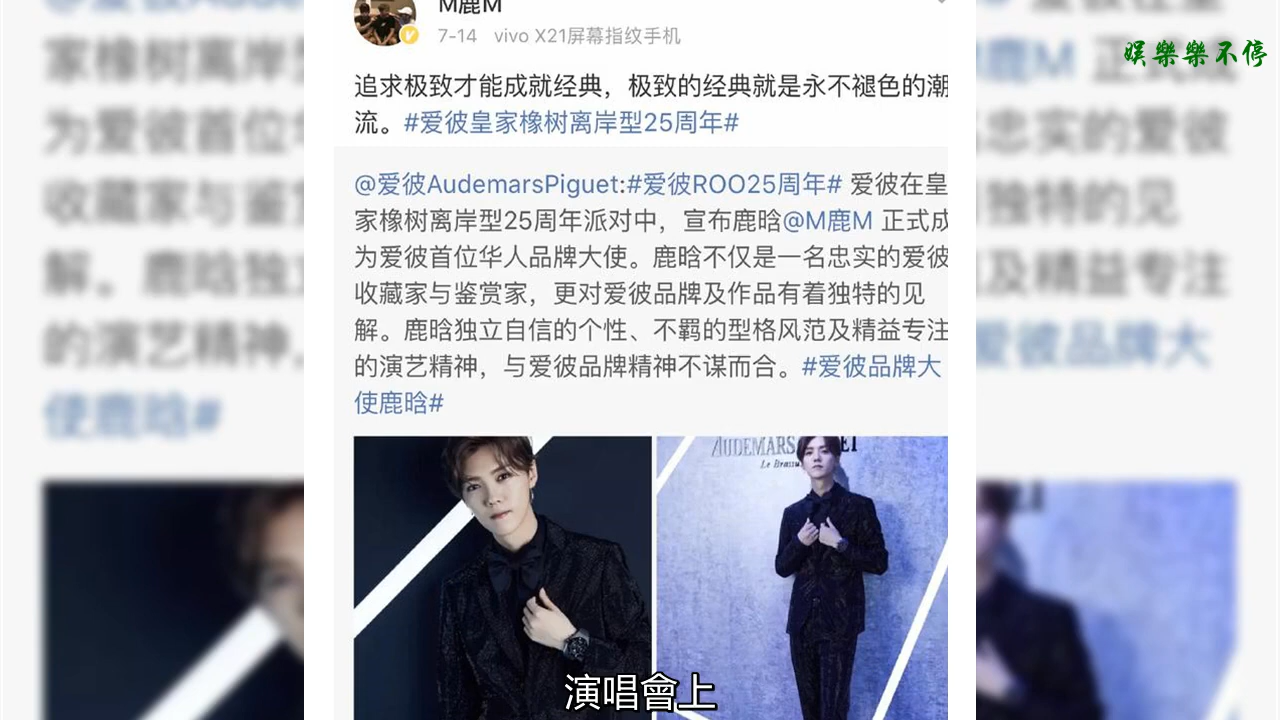 M鹿M
7-14 vivo X21屏幕指纹手机
娱樂樂不停
追求极致才能成就经典，极致的经典就是永不褪色的潮
流。#爱彼皇家橡树离岸型25周年#
@爱彼AudemarsPiguet:#爱彼ROO25周年# 爱彼在皇
家橡树离岸型25周年派对中，宣布鹿晗@M鹿M 正式成
为爱彼首位华人品牌大使。鹿晗不仅是一名忠实的爱彼
收藏家与鉴赏家，更对爱彼品牌及作品有着独特的见
解。鹿晗独立自信的个性、不羁的型格风范及精益专注
的演艺精神，与爱彼品牌精神不谋而合。#爱彼品牌大
使鹿晗#
AUDEMARS
Le Brassu
演唱會上